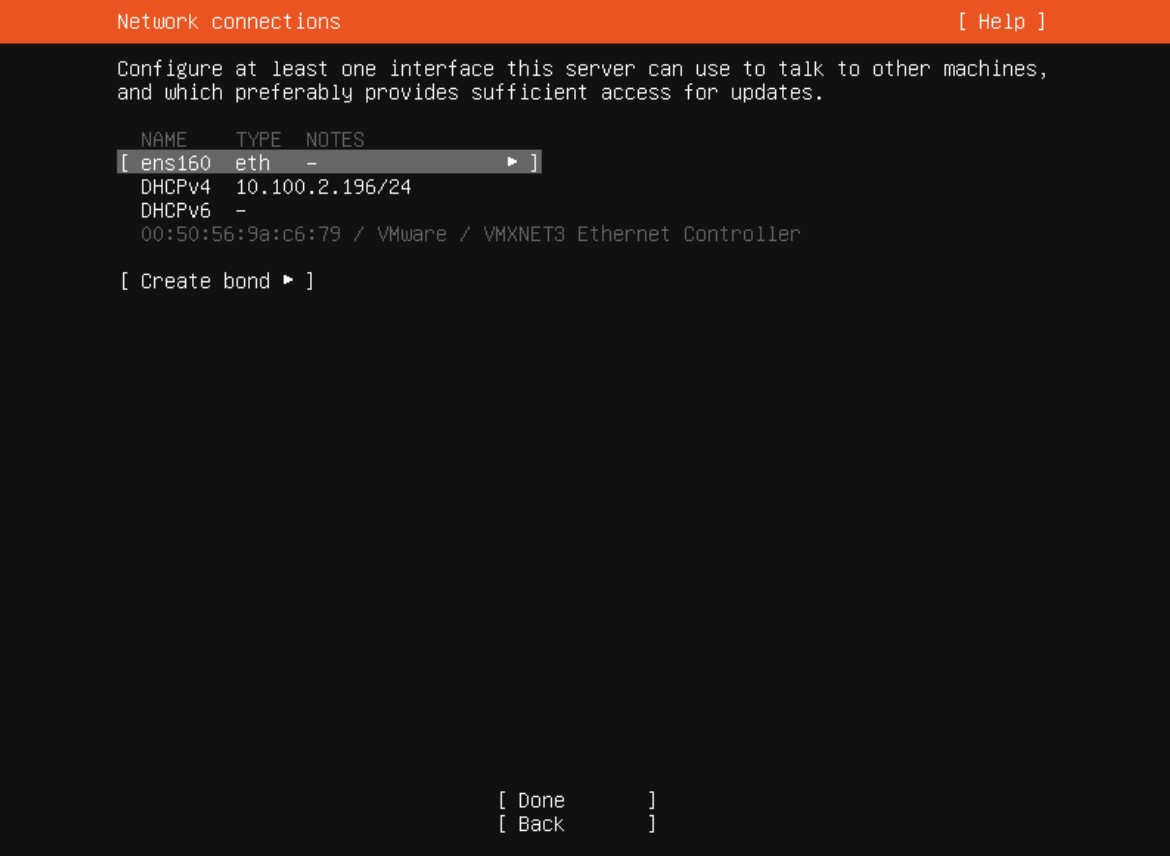 Network connections [ Help ]
Configure at least one interface this server can use to talk to other machines,
and which preferably provides sufficient access for updates.
NAME TYPE NOTES
[ ens160 eth - ▸ ]
DHCPv4 10.100.2.196/24
DHCPv6 -
00:50:56:9a:c6:79 / VMware / VMXNET3 Ethernet Controller
[ Create bond ▸ ]
[ Done ]
[ Back ]